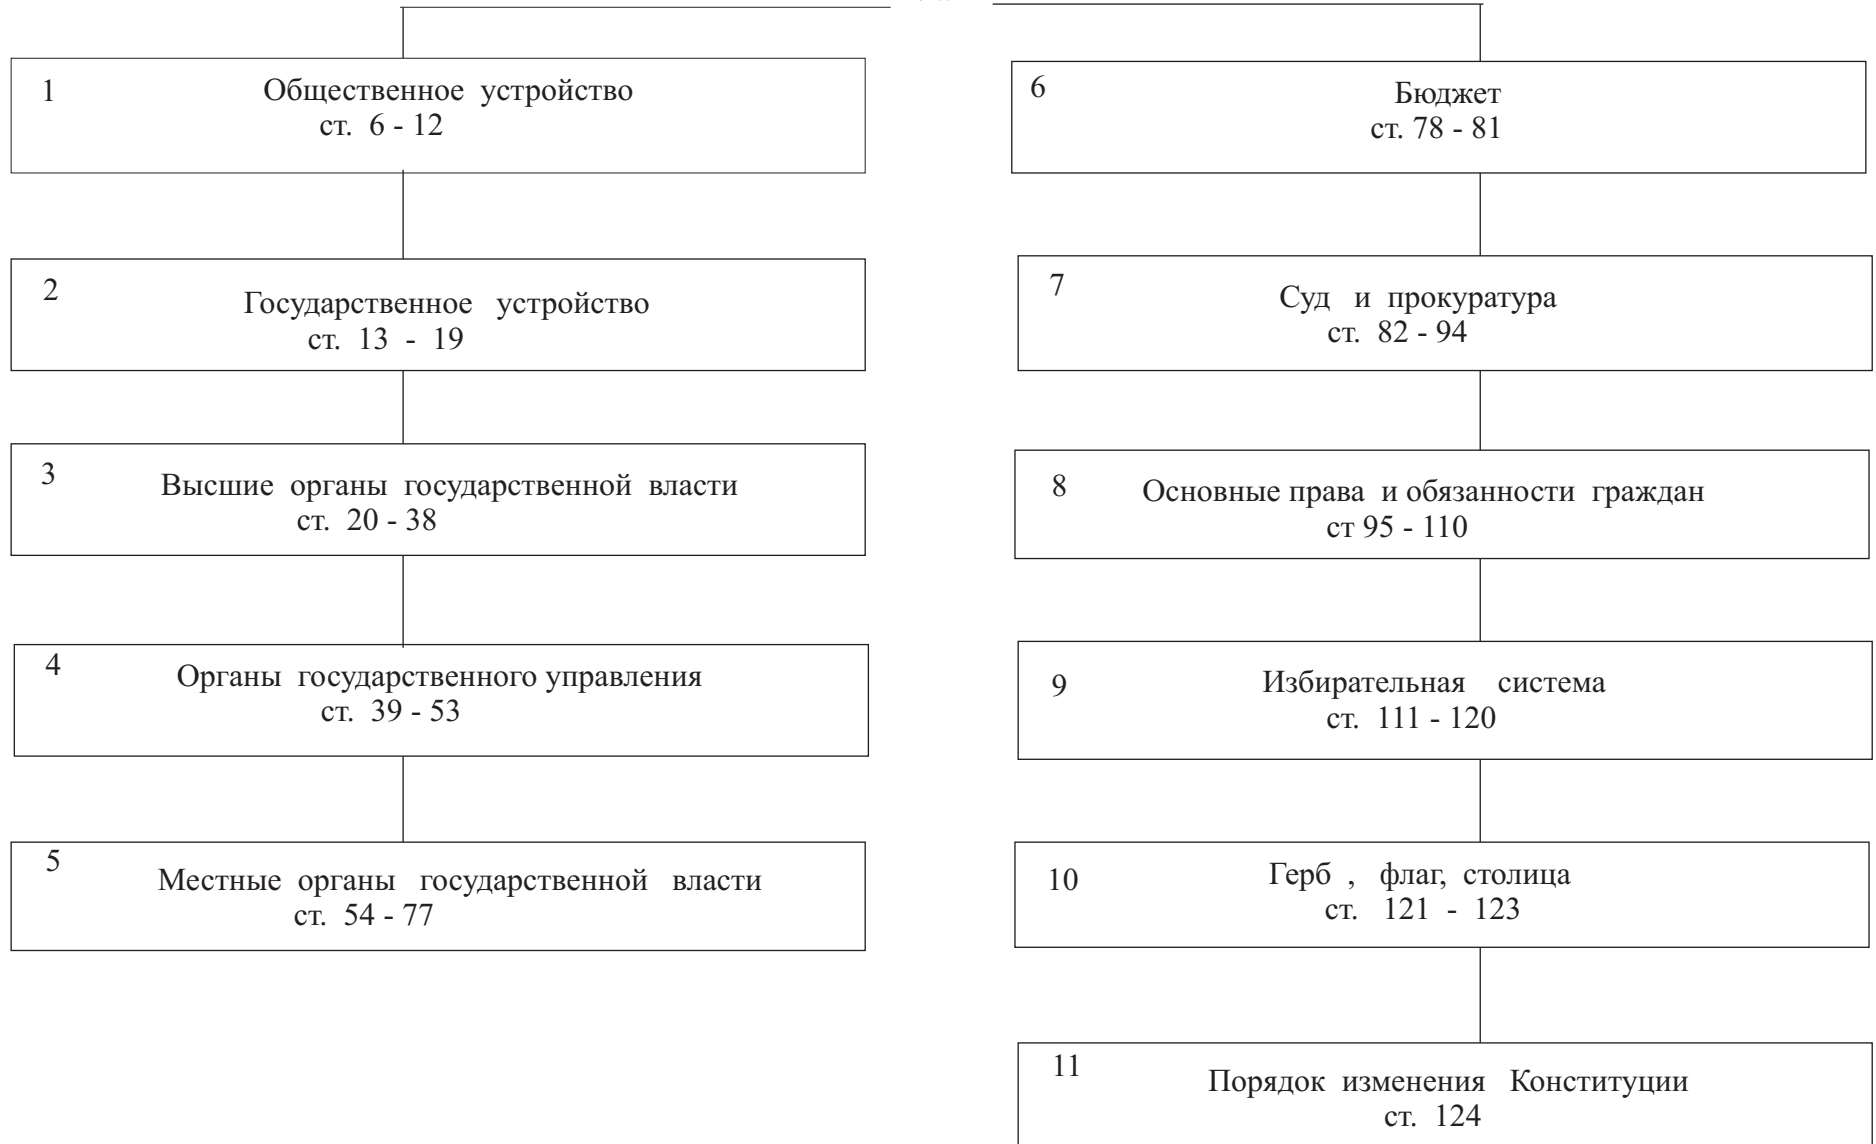 1
Общественное устройство
ст. 6 - 12
2
Государственное устройство
ст. 13 - 19
3
Высшие органы государственной власти
ст. 20 - 38
4
Органы государственного управления
ст. 39 - 53
5
Местные органы государственной власти
ст. 54 - 77
6
Бюджет
ст. 78 - 81
7
Суд и прокуратура
ст. 82 - 94
8
Основные права и обязанности граждан
ст 95 - 110
9
Избирательная система
ст. 111 - 120
10
Герб , флаг, столица
ст. 121 - 123
11
Порядок изменения Конституции
ст. 124